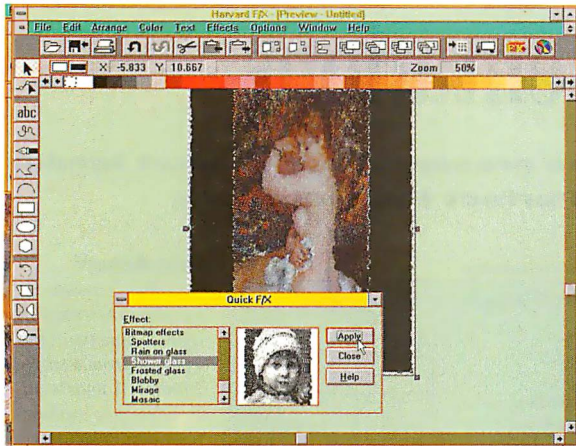 Harvard F/X - [Preview - Untitled]
File Edit Arrange Color Text Effects Options Window Help
X -5.833 Y 10.667 Zoom 50%
abc
Quick F/X
Effect:
Bitmap effects
Spatters
Rain on glass
Shower glass
Frosted glass
Blobby
Mirage
Mosaic
Apply
Close
Help